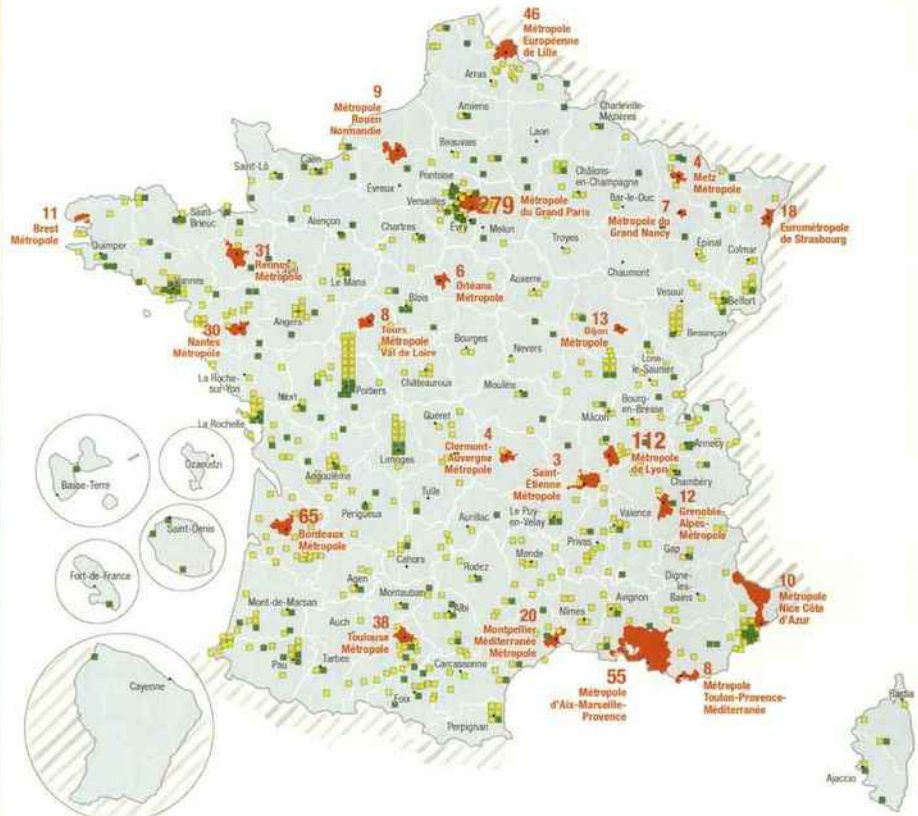 46
Métropole
Européenne
de Lille
Arras
9
Métropole
Rouen
Normandie
Amiens
Charleville-
Mézières
Laon
Beauvais
Saint-Lô
Caen
Pontoise
Évreux
Châlons-
en-Champagne
4
Metz
Métropole
Versailles
279
Métropole
du Grand Paris
Bar-le-Duc
7
Métropole du
Grand Nancy
18
Eurométropole
de Strasbourg
11
Brest
Métropole
Saint-
Brieuc
Alençon
Chartres
Évry
Melun
Troyes
Épinal
Colmar
Quimper
31
Rennes
Métropole
Le Mans
6
Orléans
Métropole
Auxerre
Chaumont
Vannes
Blois
Vesoul
Belfort
30
Nantes
Métropole
Angers
8
Tours
Métropole
Val de Loire
Bourges
Nevers
13
Dijon
Métropole
Besançon
La Roche-
sur-Yon
Niort
Poitiers
Châteauroux
Moulins
Lons-
le-Saunier
Bourg-
en-Bresse
Mâcon
La Rochelle
Guéret
4
Clermont-
Auvergne
Métropole
112
Métropole
de Lyon
Annecy
Limoges
Angoulême
3
Saint-
Étienne
Métropole
Chambéry
Basse-Terre
Dzaoudzi
Tulle
Périgueux
Aurillac
Le Puy-
en-Velay
Valence
12
Grenoble-
Alpes-
Métropole
Saint-Denis
65
Bordeaux
Métropole
Privas
Gap
Fort-de-France
Cahors
Rodez
Mende
Digne-
les-
Bains
10
Métropole
Nice Côte
d'Azur
Agen
Montauban
Albi
Nîmes
Avignon
Mont-de-Marsan
Auch
38
Toulouse
Métropole
20
Montpellier
Méditerranée
Métropole
Pau
Tarbes
Carcassonne
55
Métropole
d'Aix-Marseille-
Provence
8
Métropole
Toulon-Provence-
Méditerranée
Cayenne
Foix
Perpignan
Bastia
Ajaccio